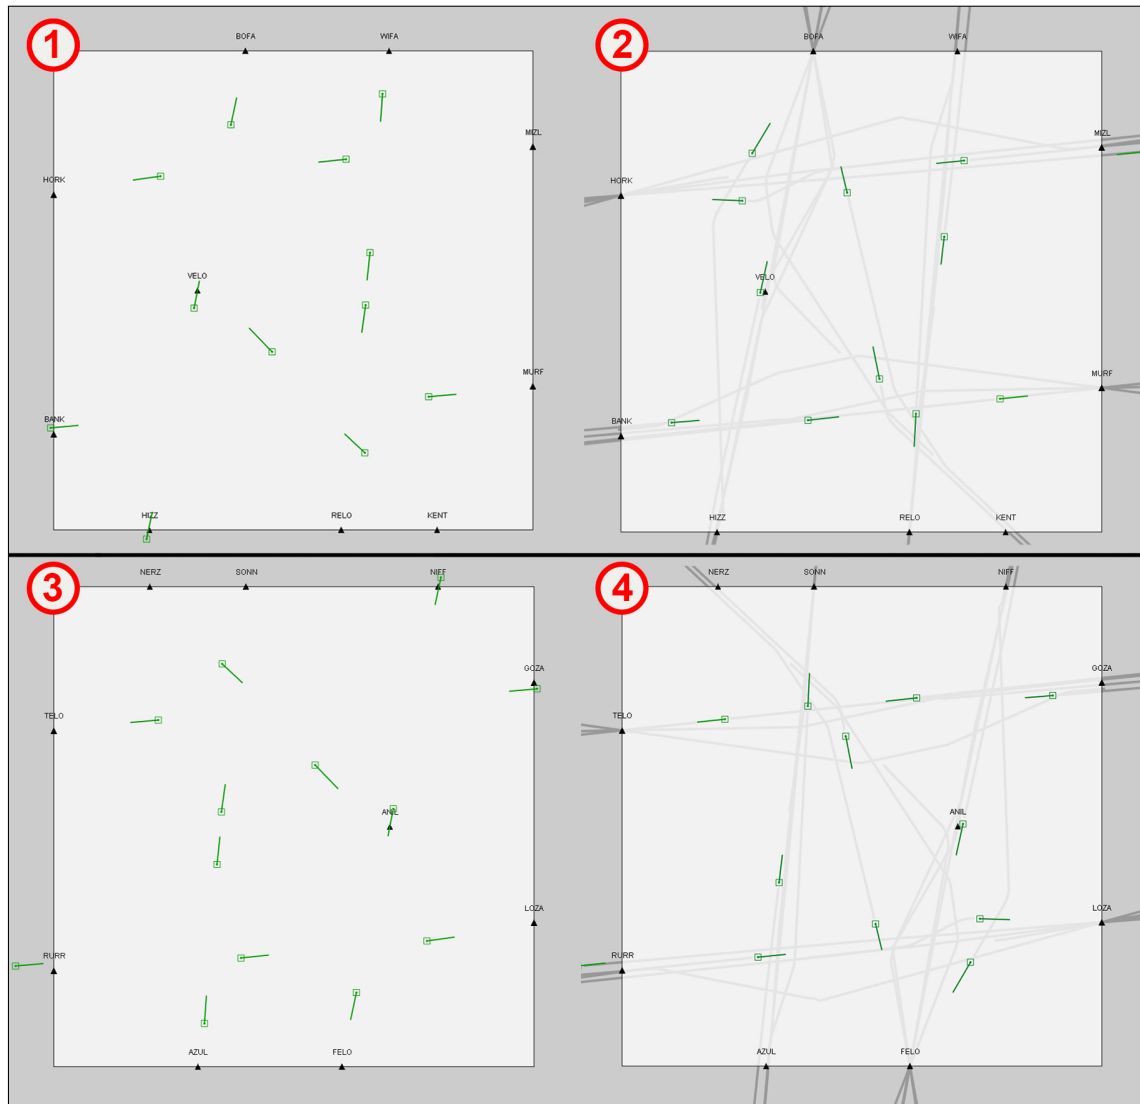 1
BOFA WIFA
MIZL
HORK
VELO
MURF
BANK
HIZZ RELO KENT
2
BOFA WIFA
MIZL
HORK
VELO
MURF
BANK
HIZZ RELO KENT
3
NERZ SONN NIFF
GOZA
TELO
ANIL
LOZA
RURR
AZUL FELO
4
NERZ SONN NIFF
GOZA
TELO
ANIL
LOZA
RURR
AZUL FELO